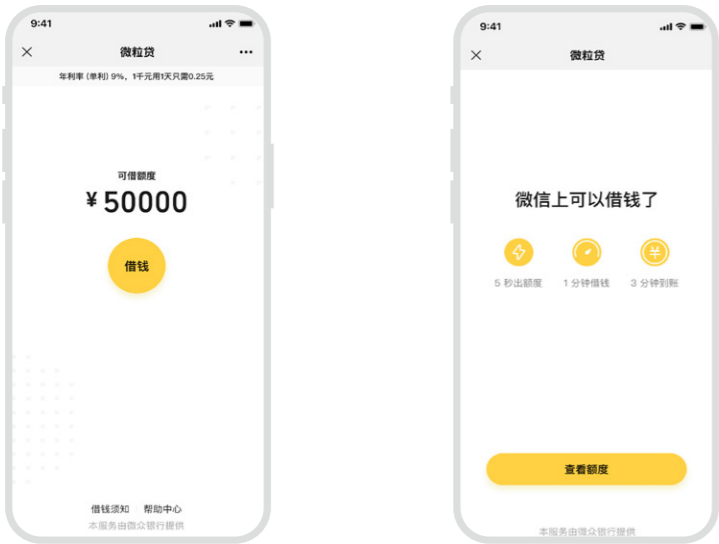 9:41
微粒贷
年利率 (单利) 9%、1千元用1天只需0.25元
可借额度
¥ 50000
借钱
借钱须知 帮助中心
本服务由微众银行提供
9:41
微粒贷
微信上可以借钱了
5 秒出额度 1 分钟借钱 3 分钟到账
查看额度
本服务由微众银行提供